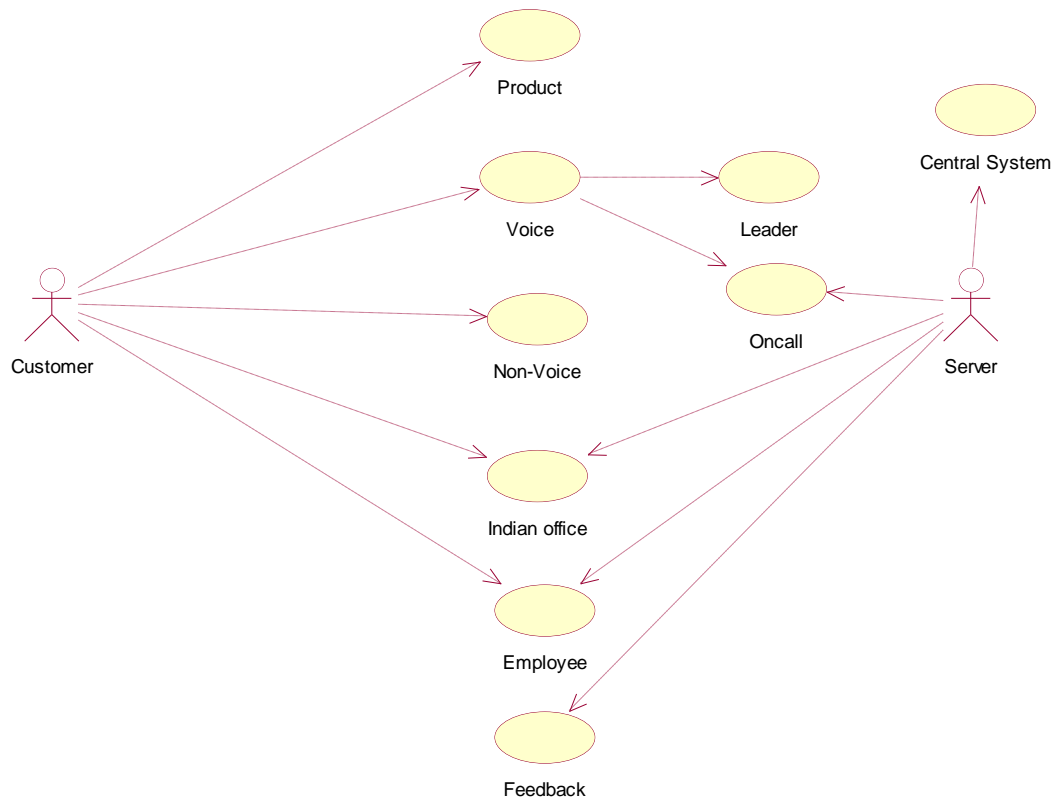 Product
Central System
Voice
Leader
Oncall
Customer
Non-Voice
Server
Indian office
Employee
Feedback